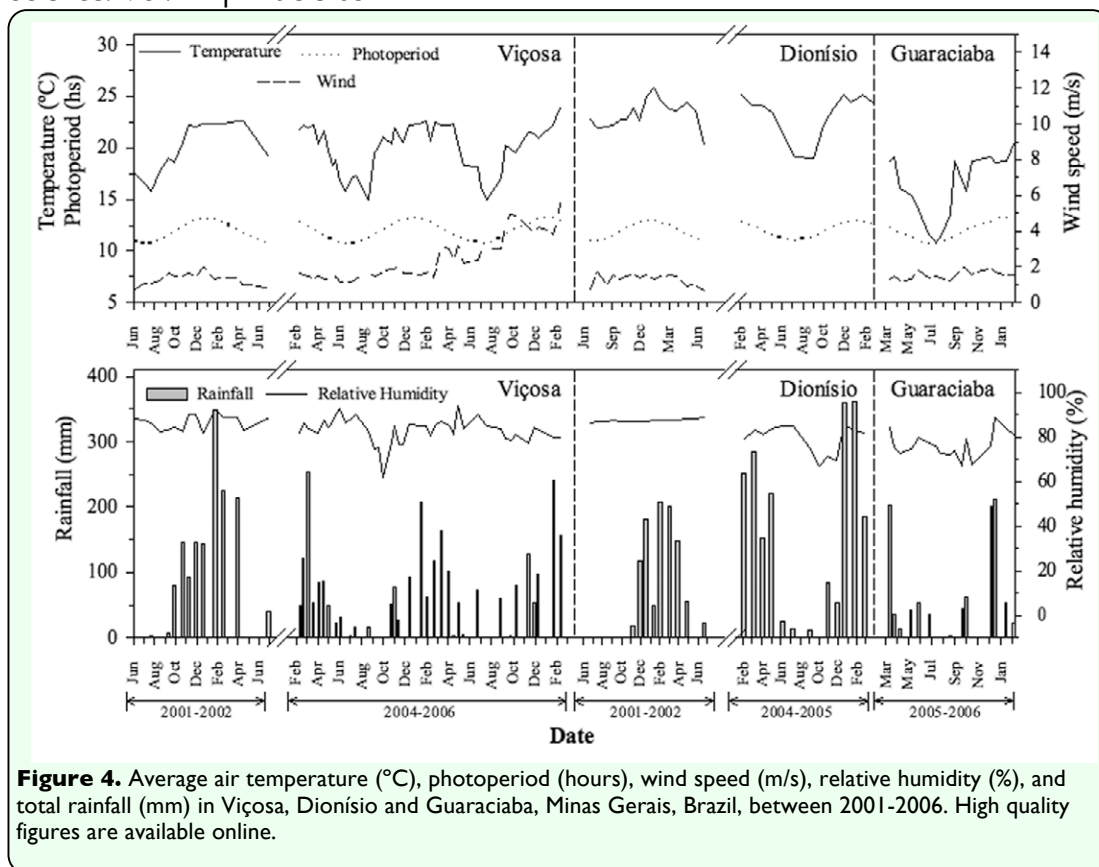 30
25
20
15
10
5
Temperature (ºC)
Photoperiod (hs)
Temperature
Photoperiod
Wind
Viçosa
Dionísio
Guaraciaba
14
12
10
8
6
4
2
0
Wind speed (m/s)
Jun Aug Oct Dec Feb Apr Jun
Feb Apr Jun Aug Oct Dec Feb Apr Jun Aug Oct Dec Feb
Jun Sep Dec Mar Jun
Feb Apr Jun Aug Oct Dec Feb
Mar May Jul Sep Nov Jan
400
300
200
100
0
Rainfall (mm)
Rainfall
Relative Humidity
Viçosa
Dionísio
Guaraciaba
100
80
60
40
20
0
Relative humidity (%)
Jun Aug Oct Dec Feb Apr Jun
Feb Apr Jun Aug Oct Dec Feb Apr Jun Aug Oct Dec Feb
Jun Aug Oct Dec Feb Apr Jun
Feb Apr Jun Aug Oct Dec Feb
Mar May Jul Sep Nov Jan
2001-2002
2004-2006
2001-2002
2004-2005
2005-2006
Date
Figure 4. Average air temperature (ºC), photoperiod (hours), wind speed (m/s), relative humidity (%), and
total rainfall (mm) in Viçosa, Dionísio and Guaraciaba, Minas Gerais, Brazil, between 2001-2006. High quality
figures are available online.